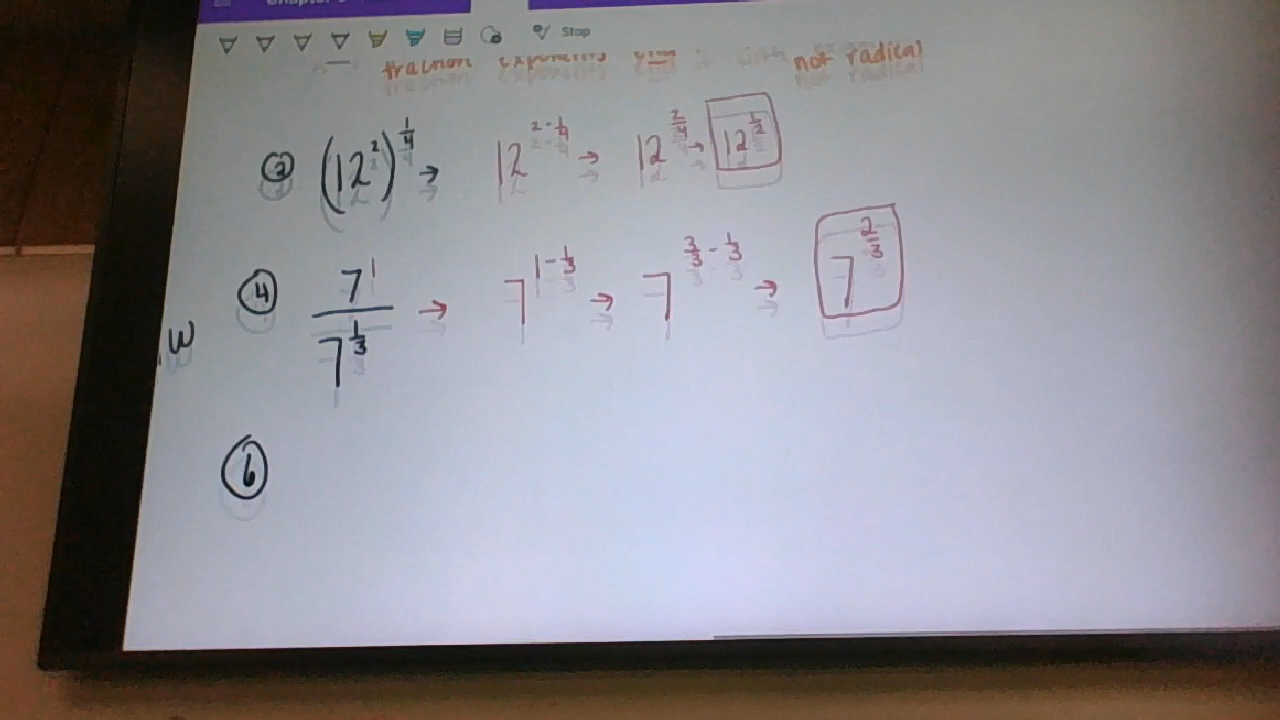 Stop
fraction exponents not radical
② (12²)^{1/4} → 12^{2·1/4} → 12^{2/4} → 12^{1/2}
④ 7¹/7^{1/3} → 7^{1-1/3} → 7^{3/3-1/3} → 7^{2/3}
⑥